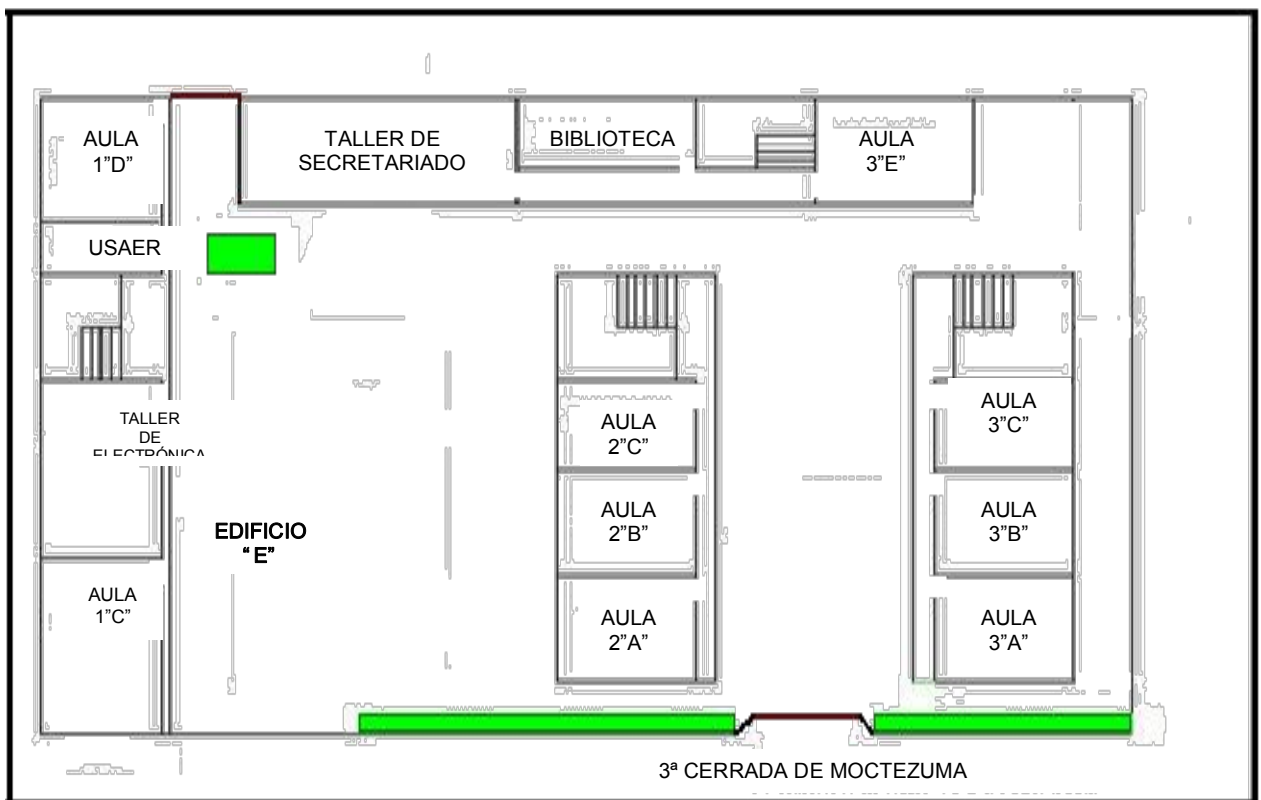 AULA
1”D”
TALLER DE
SECRETARIADO
BIBLIOTECA
AULA
3”E”
USAER
TALLER
DE
ELECTRÓNICA
AULA
2”C”
AULA
3”C”
EDIFICIO
“ E”
AULA
2”B”
AULA
3”B”
AULA
1”C”
AULA
2”A”
AULA
3”A”
3ª CERRADA DE MOCTEZUMA